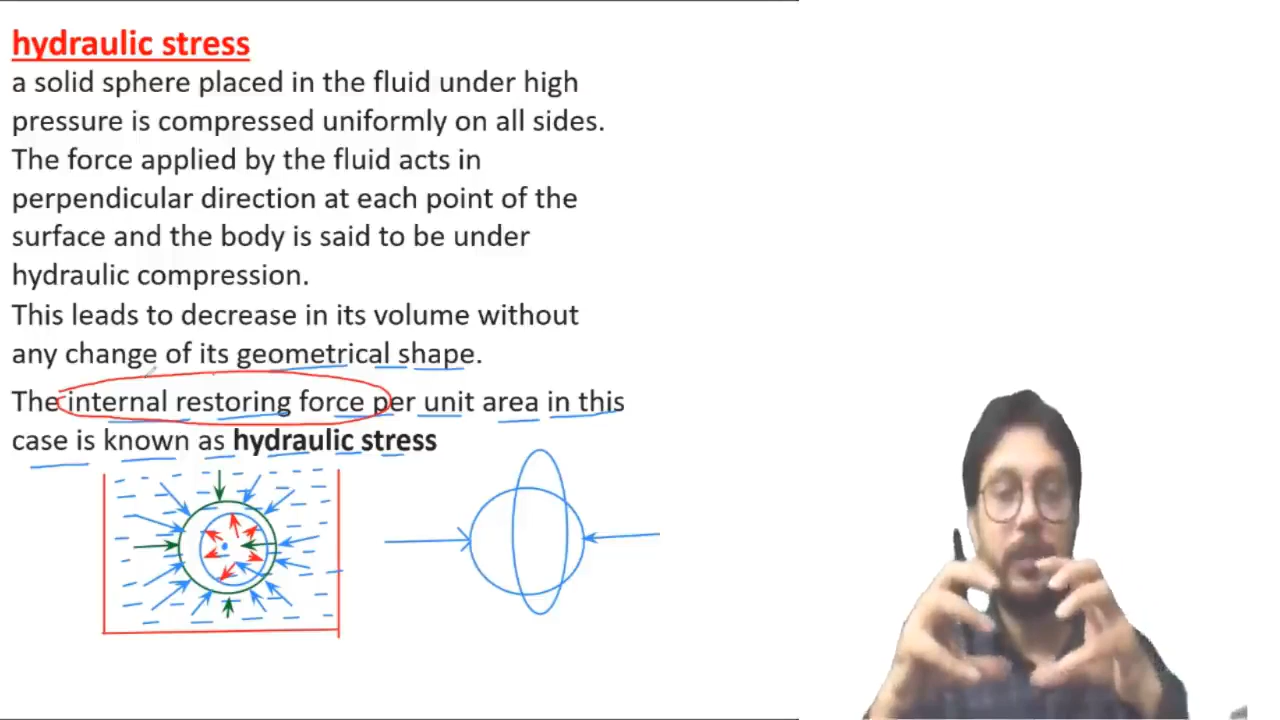 hydraulic stress
a solid sphere placed in the fluid under high
pressure is compressed uniformly on all sides.
The force applied by the fluid acts in
perpendicular direction at each point of the
surface and the body is said to be under
hydraulic compression.
This leads to decrease in its volume without
any change of its geometrical shape.
The internal restoring force per unit area in this
case is known as hydraulic stress